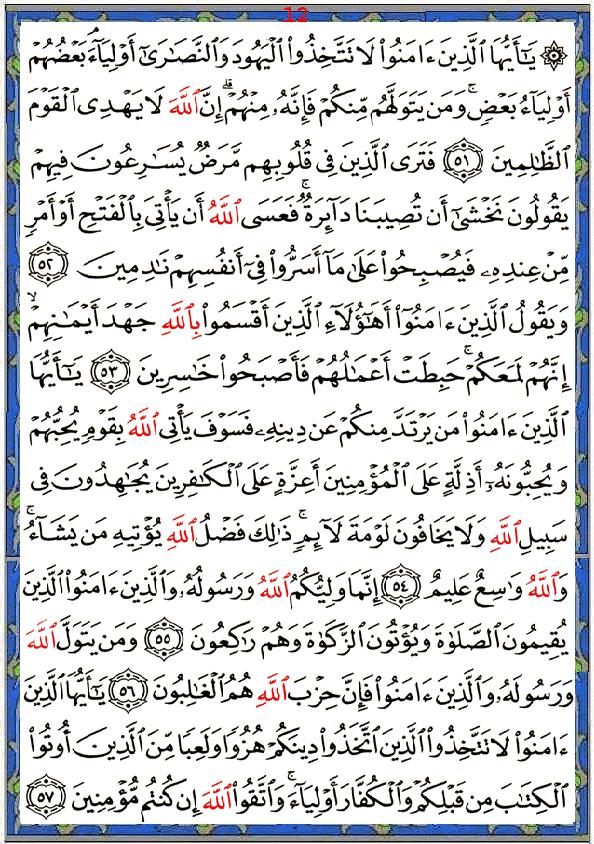 12
۞ يَـٰٓأَيُّهَا ٱلَّذِينَ ءَامَنُوا۟ لَا تَتَّخِذُوا۟ ٱلْيَهُودَ وَٱلنَّصَـٰرَىٰٓ أَوْلِيَآءَ ۘ بَعْضُهُمْ
أَوْلِيَآءُ بَعْضٍ ۚ وَمَن يَتَوَلَّهُم مِّنكُمْ فَإِنَّهُۥ مِنْهُمْ ۗ إِنَّ ٱللَّهَ لَا يَهْدِى ٱلْقَوْمَ
ٱلظَّـٰلِمِينَ ٥١ فَتَرَى ٱلَّذِينَ فِى قُلُوبِهِم مَّرَضٌ يُسَـٰرِعُونَ فِيهِمْ
يَقُولُونَ نَخْشَىٰٓ أَن تُصِيبَنَا دَآئِرَةٌ ۚ فَعَسَى ٱللَّهُ أَن يَأْتِىَ بِٱلْفَتْحِ أَوْ أَمْرٍ
مِّنْ عِندِهِۦ فَيُصْبِحُوا۟ عَلَىٰ مَآ أَسَرُّوا۟ فِىٓ أَنفُسِهِمْ نَـٰدِمِينَ ٥٢
وَيَقُولُ ٱلَّذِينَ ءَامَنُوٓا۟ أَهَـٰٓؤُلَآءِ ٱلَّذِينَ أَقْسَمُوا۟ بِٱللَّهِ جَهْدَ أَيْمَـٰنِهِمْ ۙ
إِنَّهُمْ لَمَعَكُمْ ۚ حَبِطَتْ أَعْمَـٰلُهُمْ فَأَصْبَحُوا۟ خَـٰسِرِينَ ٥٣ يَـٰٓأَيُّهَا
ٱلَّذِينَ ءَامَنُوا۟ مَن يَرْتَدَّ مِنكُمْ عَن دِينِهِۦ فَسَوْفَ يَأْتِى ٱللَّهُ بِقَوْمٍ يُحِبُّهُمْ
وَيُحِبُّونَهُۥٓ أَذِلَّةٍ عَلَى ٱلْمُؤْمِنِينَ أَعِزَّةٍ عَلَى ٱلْكَـٰفِرِينَ يُجَـٰهِدُونَ فِى
سَبِيلِ ٱللَّهِ وَلَا يَخَافُونَ لَوْمَةَ لَآئِمٍ ۚ ذَٰلِكَ فَضْلُ ٱللَّهِ يُؤْتِيهِ مَن يَشَآءُ ۚ
وَٱللَّهُ وَٰسِعٌ عَلِيمٌ ٥٤ إِنَّمَا وَلِيُّكُمُ ٱللَّهُ وَرَسُولُهُۥ وَٱلَّذِينَ ءَامَنُوا۟ ٱلَّذِينَ
يُقِيمُونَ ٱلصَّلَوٰةَ وَيُؤْتُونَ ٱلزَّكَوٰةَ وَهُمْ رَٰكِعُونَ ٥٥ وَمَن يَتَوَلَّ ٱللَّهَ
وَرَسُولَهُۥ وَٱلَّذِينَ ءَامَنُوا۟ فَإِنَّ حِزْبَ ٱللَّهِ هُمُ ٱلْغَـٰلِبُونَ ٥٦ يَـٰٓأَيُّهَا ٱلَّذِينَ
ءَامَنُوا۟ لَا تَتَّخِذُوا۟ ٱلَّذِينَ ٱتَّخَذُوا۟ دِينَكُمْ هُزُوًا وَلَعِبًا مِّنَ ٱلَّذِينَ أُوتُوا۟
ٱلْكِتَـٰبَ مِن قَبْلِكُمْ وَٱلْكُفَّارَ أَوْلِيَآءَ ۚ وَٱتَّقُوا۟ ٱللَّهَ إِن كُنتُم مُّؤْمِنِينَ ٥٧